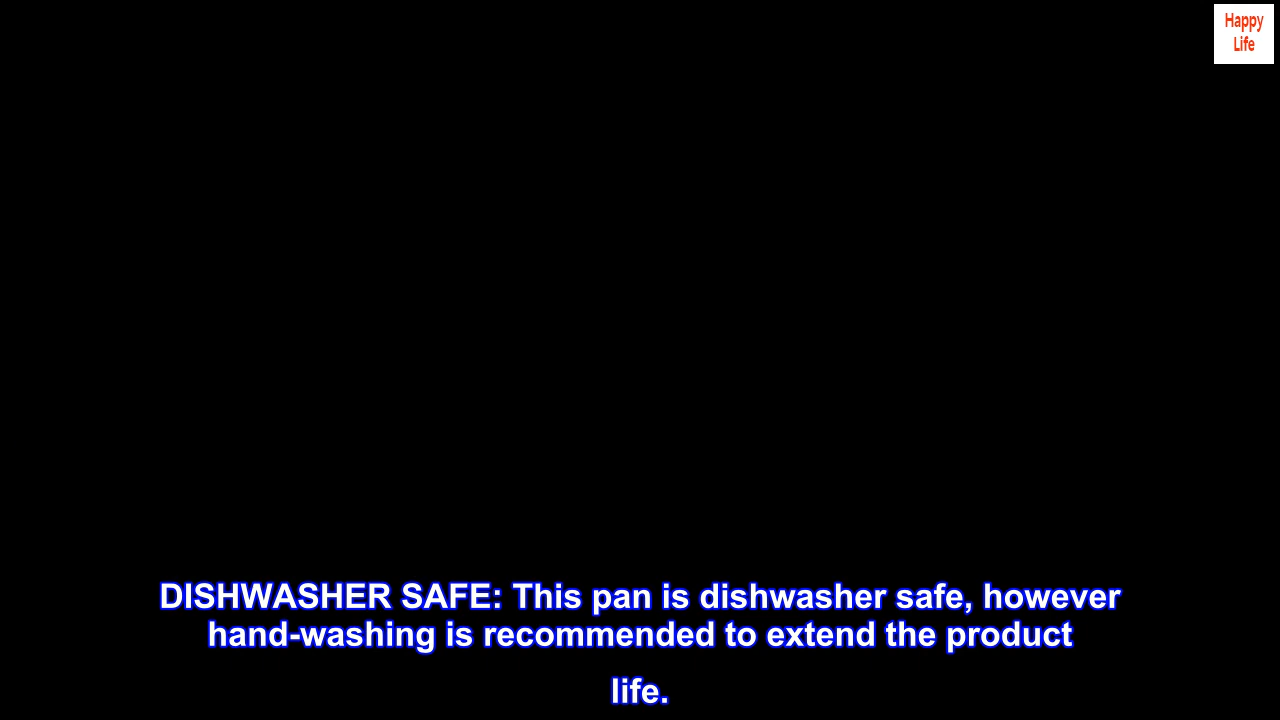 Happy
Life
DISHWASHER SAFE: This pan is dishwasher safe, however
hand-washing is recommended to extend the product
life.